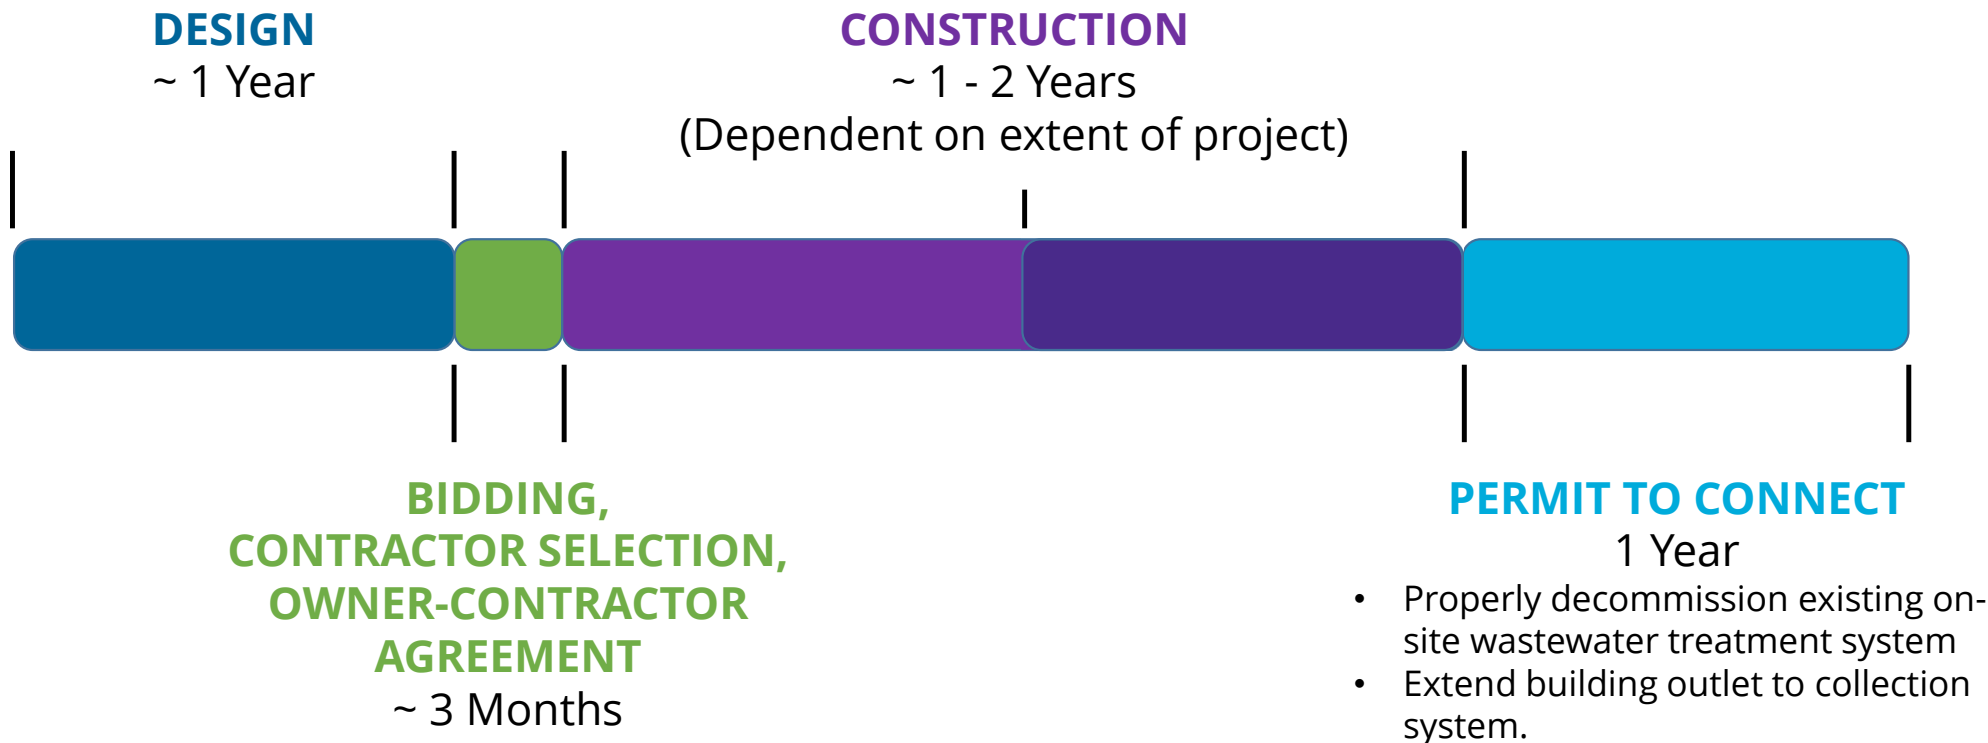 DESIGN
~ 1 Year
CONSTRUCTION
~ 1 - 2 Years
(Dependent on extent of project)
BIDDING,
CONTRACTOR SELECTION,
OWNER-CONTRACTOR
AGREEMENT
~ 3 Months
PERMIT TO CONNECT
1 Year
• Properly decommission existing on-
site wastewater treatment system
• Extend building outlet to collection
system.